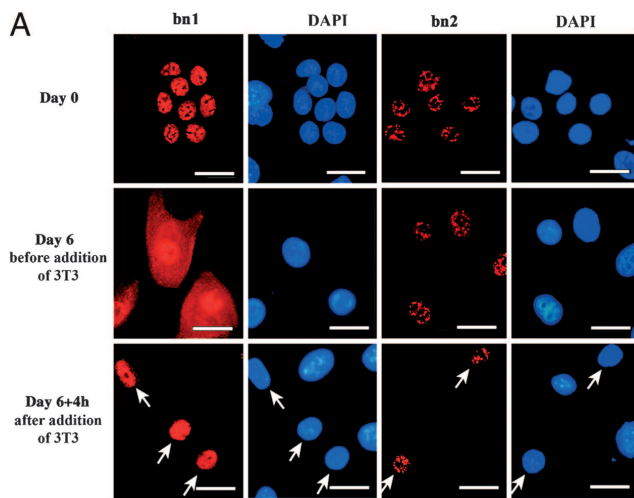 A
bn1 DAPI bn2 DAPI
Day 0
Day 6
before addition
of 3T3
Day 6+4h
after addition
of 3T3